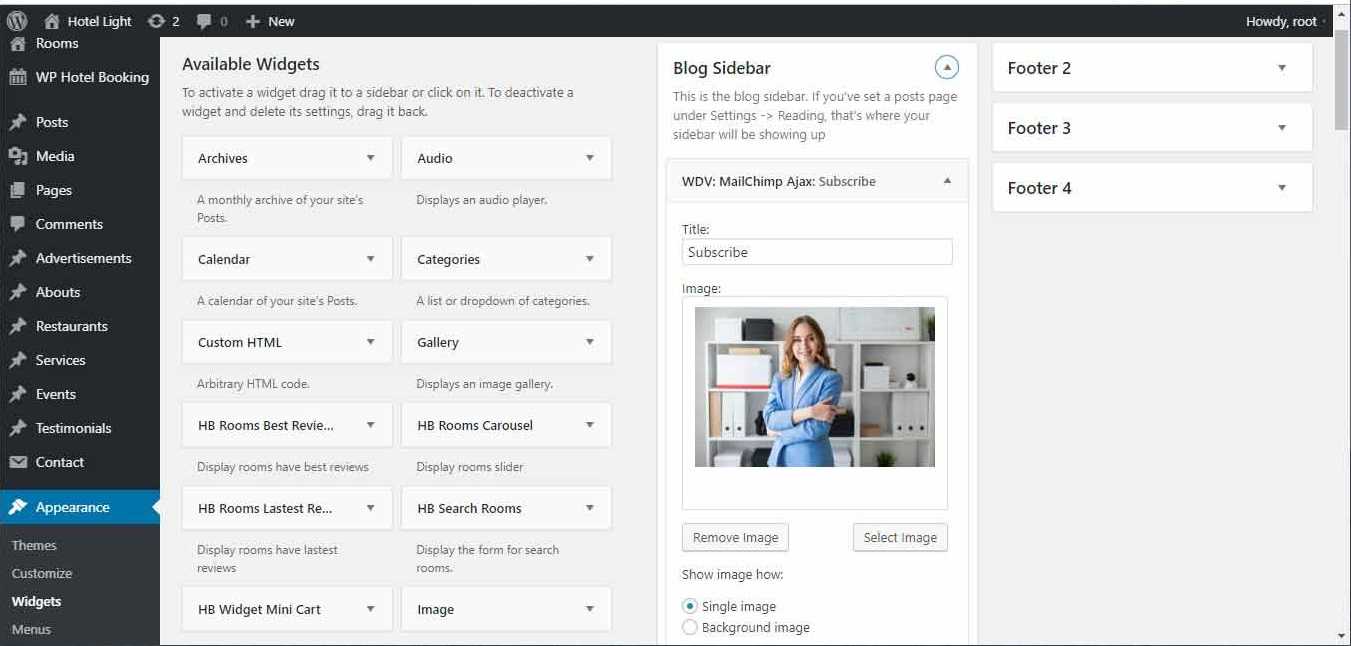 Hotel Light 2 0 New Howdy, root
Rooms
WP Hotel Booking
Posts
Media
Pages
Comments
Advertisements
Abouts
Restaurants
Services
Events
Testimonials
Contact
Appearance
Themes
Customize
Widgets
Menus
Available Widgets
To activate a widget drag it to a sidebar or click on it. To deactivate a
widget and delete its settings, drag it back.
Archives
A monthly archive of your site's
Posts.
Audio
Displays an audio player.
Calendar
A calendar of your site's Posts.
Categories
A list or dropdown of categories.
Custom HTML
Arbitrary HTML code.
Gallery
Displays an image gallery.
HB Rooms Best Revie...
Display rooms have best reviews
HB Rooms Carousel
Display rooms slider
HB Rooms Lastest Re...
Display rooms have lastest
reviews
HB Search Rooms
Display the form for search
rooms.
HB Widget Mini Cart
Image
Blog Sidebar
This is the blog sidebar. If you've set a posts page
under Settings -> Reading, that's where your
sidebar will be showing up
WDV: MailChimp Ajax: Subscribe
Title:
Subscribe
Image:
Remove Image
Select Image
Show image how:
Single image
Background image
Footer 2
Footer 3
Footer 4